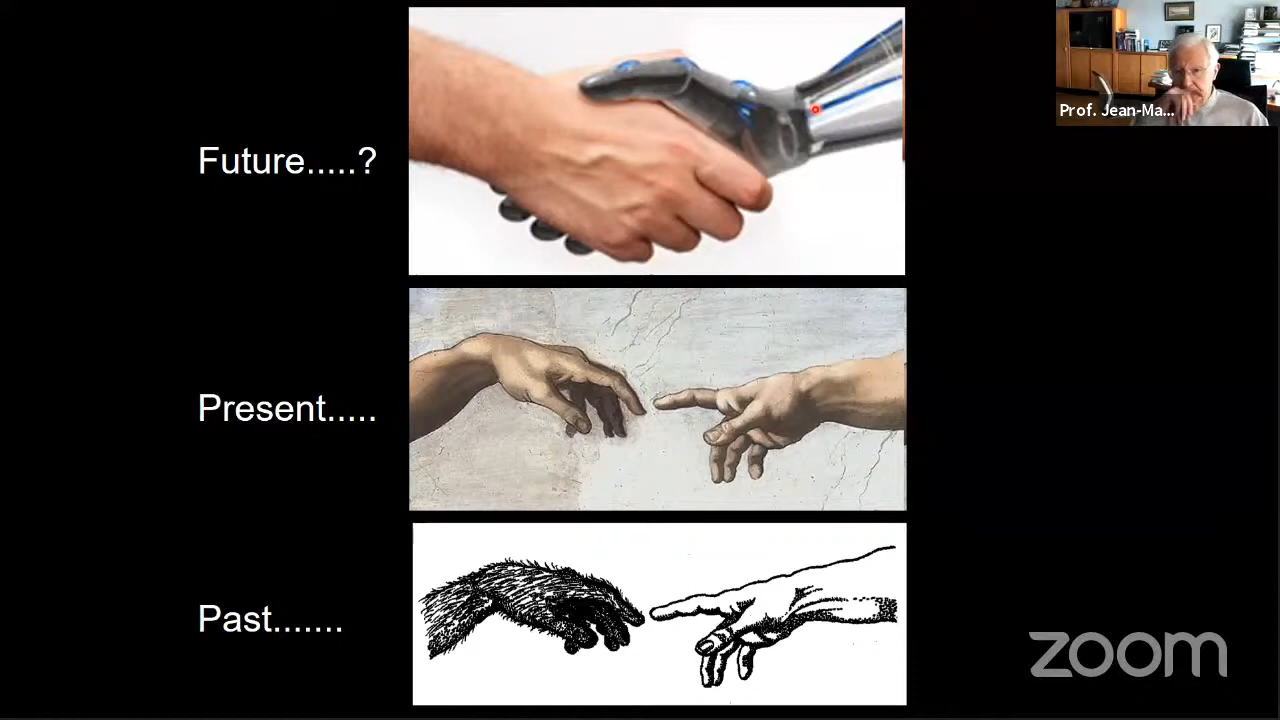 Prof. Jean-Ma...
Future.....?
Present.....
Past.......
zoom